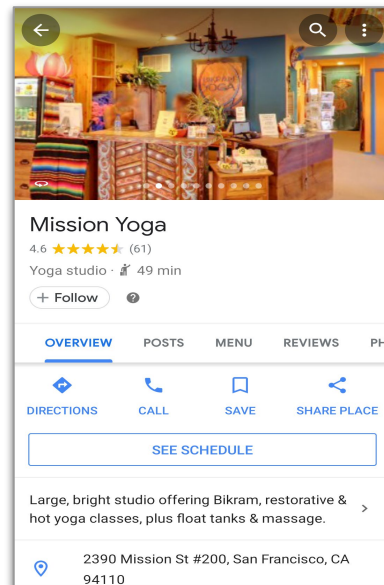 YOGA
Mission Yoga
4.6 (61)
Yoga studio · 49 min
+ Follow ?
OVERVIEW POSTS MENU REVIEWS PH
DIRECTIONS CALL SAVE SHARE PLACE
SEE SCHEDULE
Large, bright studio offering Bikram, restorative &
hot yoga classes, plus float tanks & massage.
2390 Mission St #200, San Francisco, CA
94110